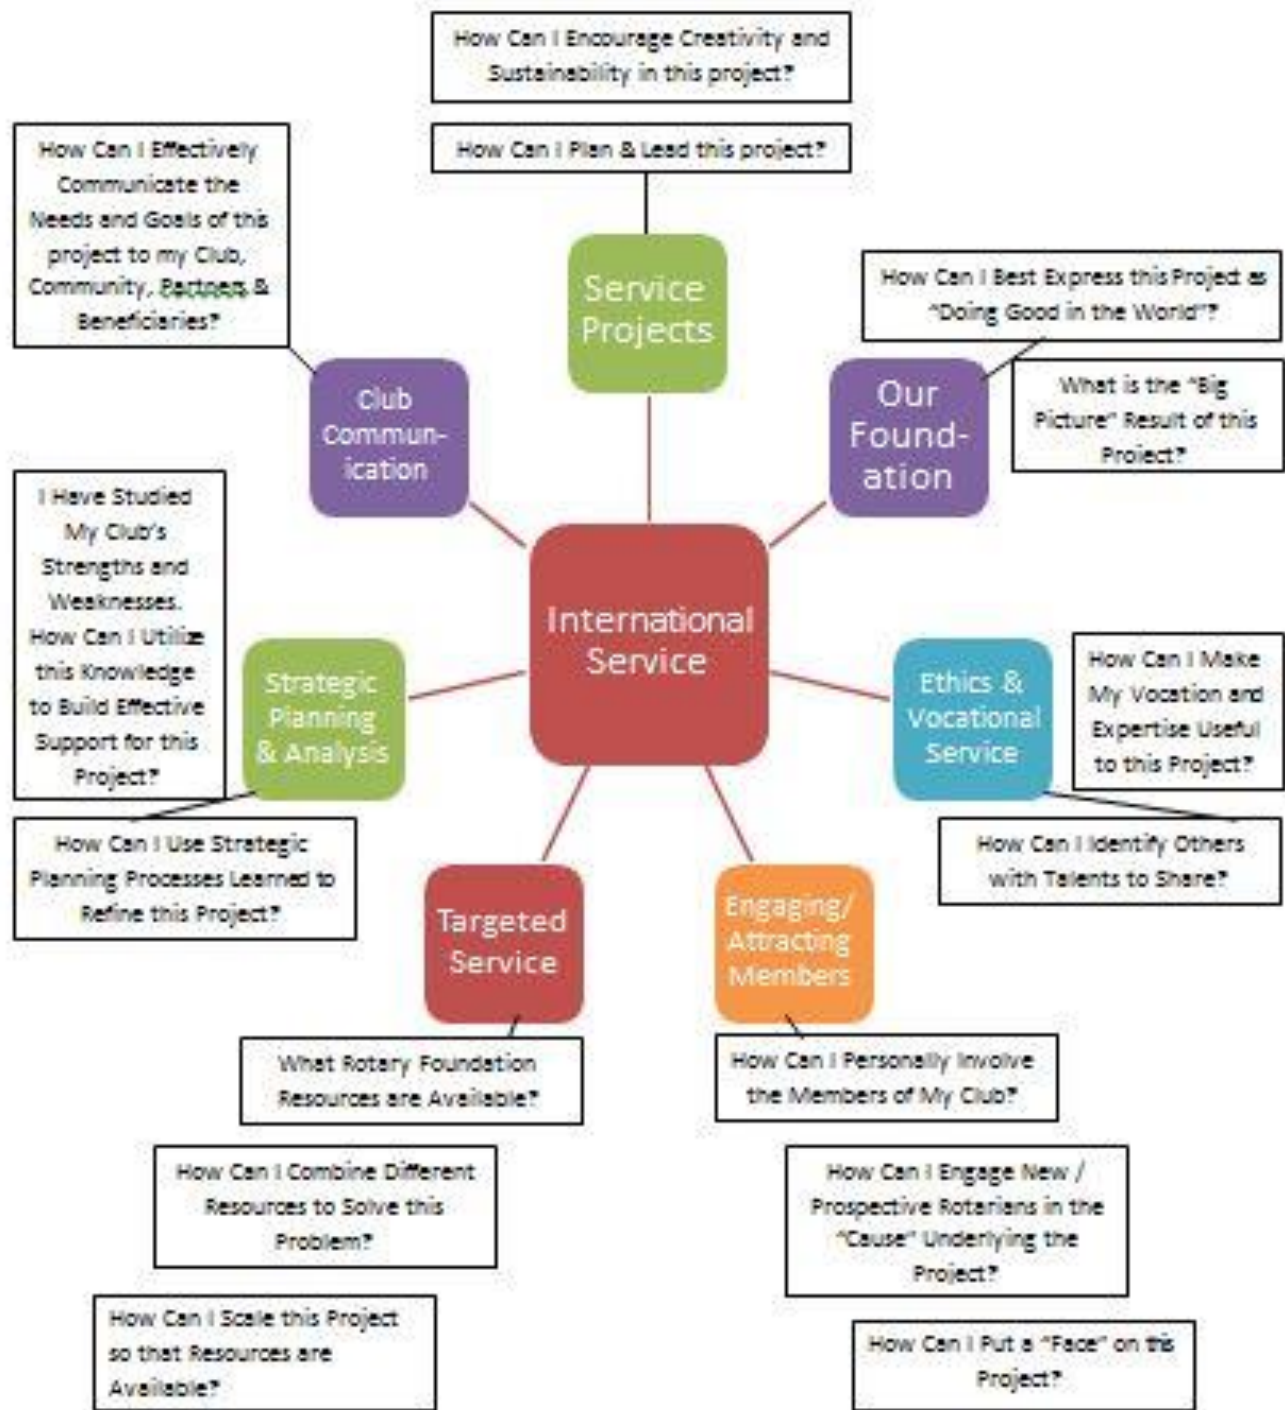 How Can I Encourage Creativity and
Sustainability in this project?
How Can I Plan & Lead this project?
How Can I Effectively
Communicate the
Needs and Goals of this
project to my Club,
Community, Partners &
Beneficiaries?
Service
Projects
How Can I Best Express this Project as
"Doing Good in the World"?
What is the "Big
Picture" Result of this
Project?
Club
Commun-
ication
Our
Found-
ation
I Have Studied
My Club's
Strengths and
Weaknesses.
How Can I Utilize
this Knowledge
to Build Effective
Support for this
Project?
International
Service
Strategic
Planning
& Analysis
Ethics &
Vocational
Service
How Can I Make
My Vocation and
Expertise Useful
to this Project?
How Can I Use Strategic
Planning Processes Learned to
Refine this Project?
How Can I Identify Others
with Talents to Share?
Targeted
Service
Engaging/
Attracting
Members
What Rotary Foundation
Resources are Available?
How Can I Personally Involve
the Members of My Club?
How Can I Combine Different
Resources to Solve this
Problem?
How Can I Engage New /
Prospective Rotarians in the
"Cause" Underlying the
Project?
How Can I Scale this Project
so that Resources are
Available?
How Can I Put a "Face" on this
Project?